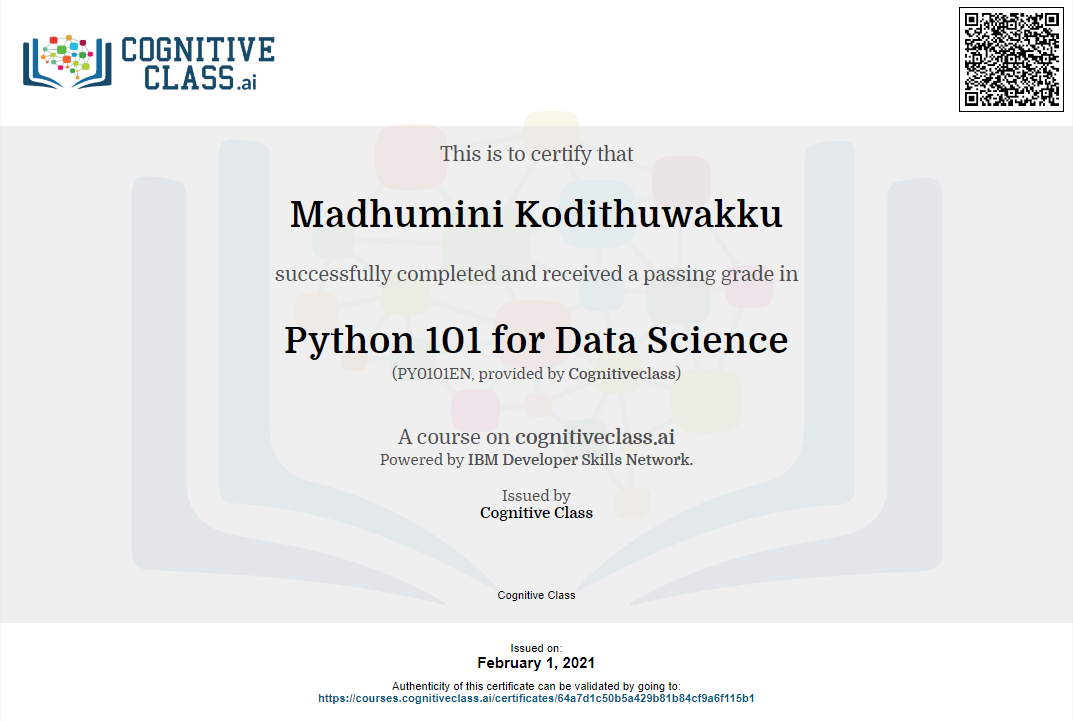 COGNITIVE
CLASS.ai
This is to certify that
Madhumini Kodithuwakku
successfully completed and received a passing grade in
Python 101 for Data Science
(PY0101EN, provided by Cognitiveclass)
A course on cognitiveclass.ai
Powered by IBM Developer Skills Network.
Issued by
Cognitive Class
Cognitive Class
Issued on:
February 1, 2021
Authenticity of this certificate can be validated by going to:
https://courses.cognitiveclass.ai/certificates/64a7d1c50b5a429b81b84cf9a6f115b1